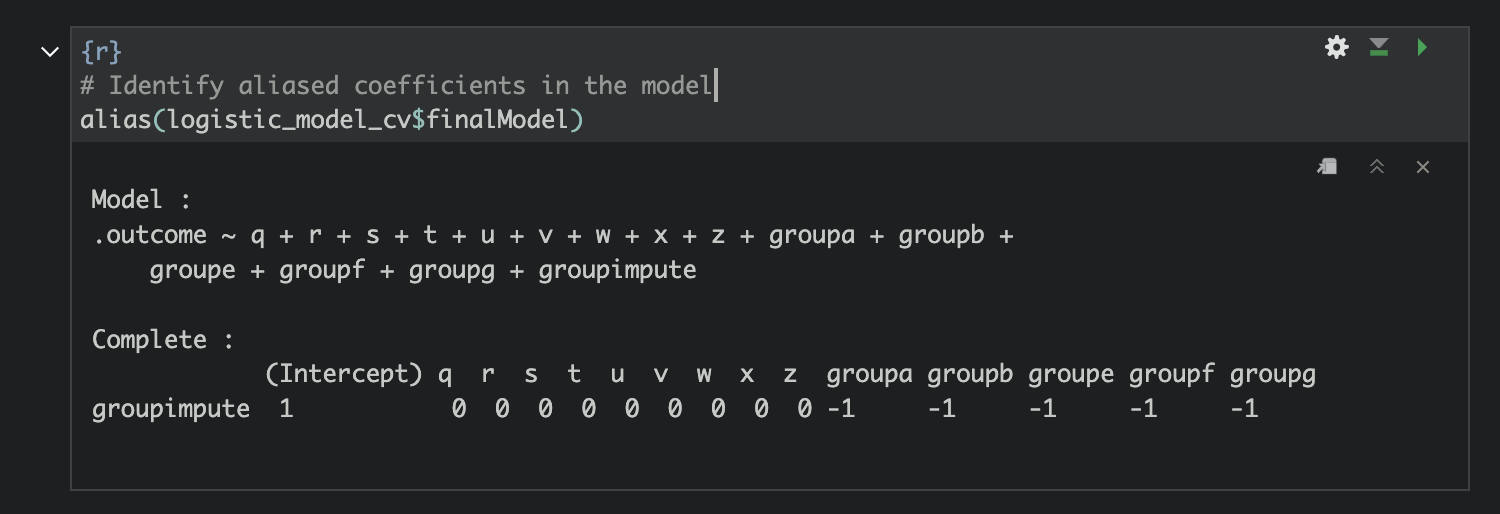 {r}
# Identify aliased coefficients in the model
alias(logistic_model_cv$finalModel)
Model :
.outcome ~ q + r + s + t + u + v + w + x + z + groupa + groupb +
    groupe + groupf + groupg + groupimpute
Complete :
            (Intercept) q  r  s  t  u  v  w  x  z  groupa groupb groupe groupf groupg
groupimpute  1           0  0  0  0  0  0  0  0  0 -1     -1     -1     -1     -1